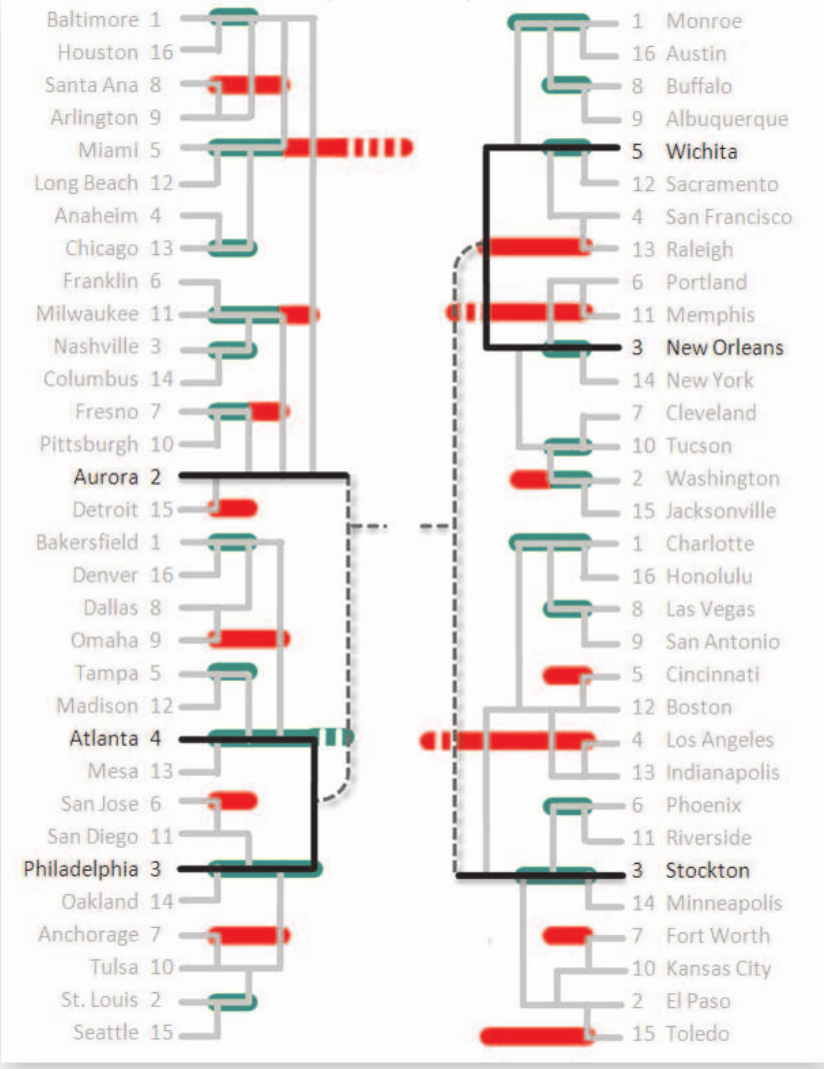 Baltimore 1
Houston 16
Santa Ana 8
Arlington 9
Miami 5
Long Beach 12
Anaheim 4
Chicago 13
Franklin 6
Milwaukee 11
Nashville 3
Columbus 14
Fresno 7
Pittsburgh 10
Aurora 2
Detroit 15
Bakersfield 1
Denver 16
Dallas 8
Omaha 9
Tampa 5
Madison 12
Atlanta 4
Mesa 13
San Jose 6
San Diego 11
Philadelphia 3
Oakland 14
Anchorage 7
Tulsa 10
St. Louis 2
Seattle 15
1 Monroe
16 Austin
8 Buffalo
9 Albuquerque
5 Wichita
12 Sacramento
4 San Francisco
13 Raleigh
6 Portland
11 Memphis
3 New Orleans
14 New York
7 Cleveland
10 Tucson
2 Washington
15 Jacksonville
1 Charlotte
16 Honolulu
8 Las Vegas
9 San Antonio
5 Cincinnati
12 Boston
4 Los Angeles
13 Indianapolis
6 Phoenix
11 Riverside
3 Stockton
14 Minneapolis
7 Fort Worth
10 Kansas City
2 El Paso
15 Toledo